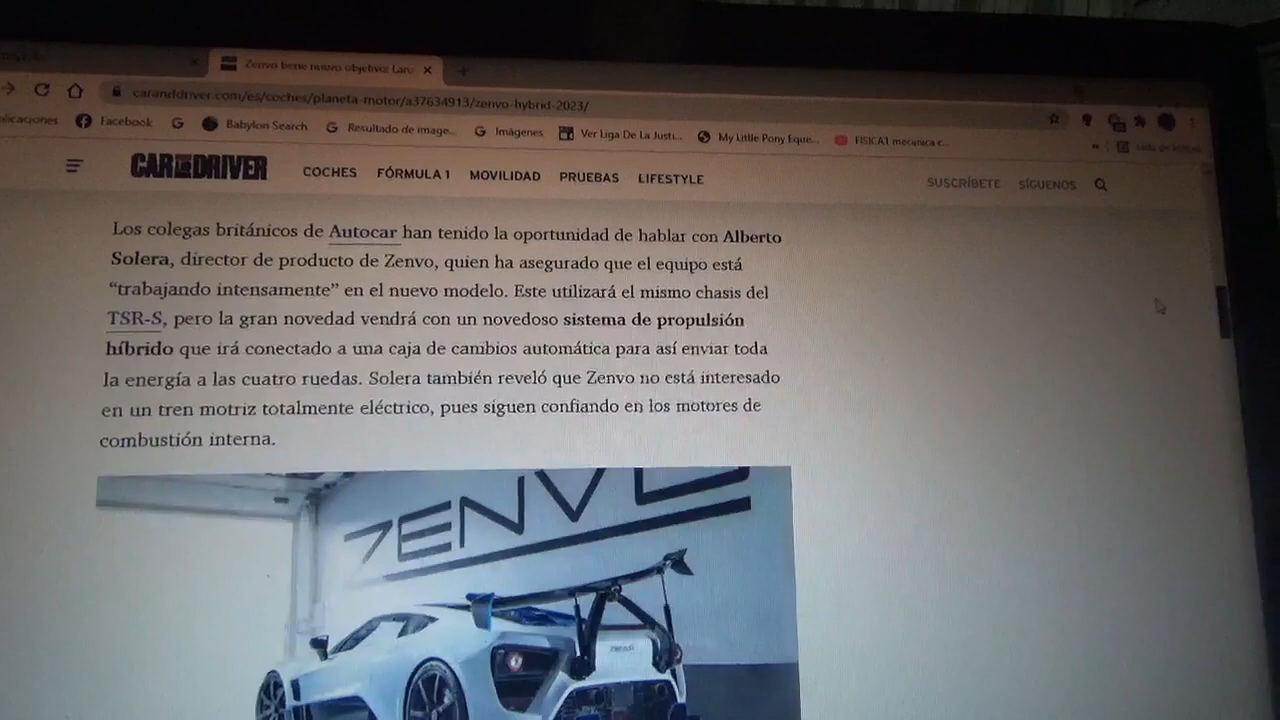 Zenvo tiene nuevo objetivo: Lanz
caranddriver.com/es/coches/planeta-motor/a37634913/zenvo-hybrid-2023/
licaciones Facebook G Babylon Search Resultado de image... Imágenes Ver Liga De La Justi... My Little Pony Eque... FISICA1 mecanica c... »
CAR AND DRIVER COCHES FÓRMULA 1 MOVILIDAD PRUEBAS LIFESTYLE SUSCRÍBETE SÍGUENOS
Los colegas británicos de Autocar han tenido la oportunidad de hablar con Alberto
Solera, director de producto de Zenvo, quien ha asegurado que el equipo está
“trabajando intensamente” en el nuevo modelo. Este utilizará el mismo chasis del
TSR-S, pero la gran novedad vendrá con un novedoso sistema de propulsión
híbrido que irá conectado a una caja de cambios automática para así enviar toda
la energía a las cuatro ruedas. Solera también reveló que Zenvo no está interesado
en un tren motriz totalmente eléctrico, pues siguen confiando en los motores de
combustión interna.
ZENVO